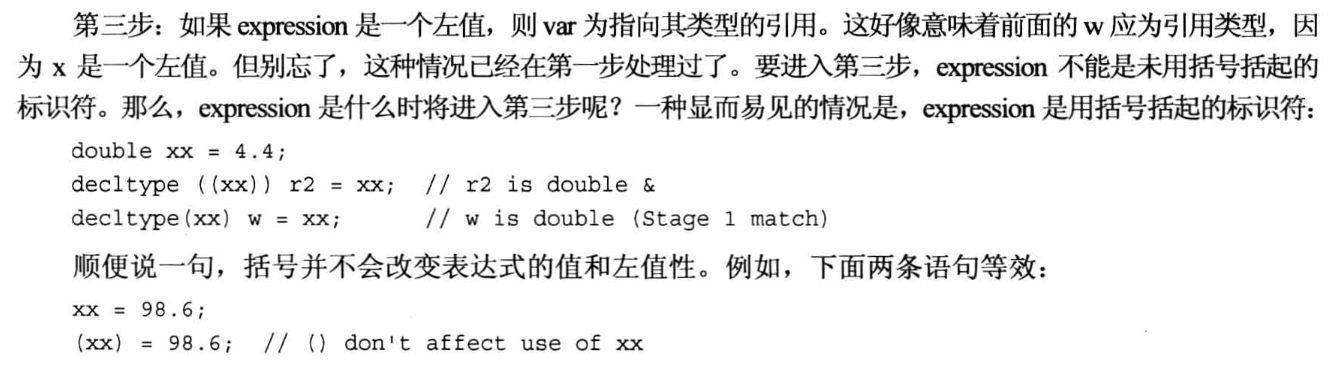 第三步：如果 expression 是一个左值，则 var 为指向其类型的引用。这好像意味着前面的 w 应为引用类型，因
为 x 是一个左值。但别忘了，这种情况已经在第一步处理过了。要进入第三步，expression 不能是未用括号括起的
标识符。那么，expression 是什么时将进入第三步呢？一种显而易见的情况是，expression 是用括号括起的标识符：
double xx = 4.4;
decltype ((xx)) r2 = xx;  // r2 is double &
decltype(xx) w = xx;      // w is double (Stage 1 match)
顺便说一句，括号并不会改变表达式的值和左值性。例如，下面两条语句等效：
xx = 98.6;
(xx) = 98.6;  // () don't affect use of xx